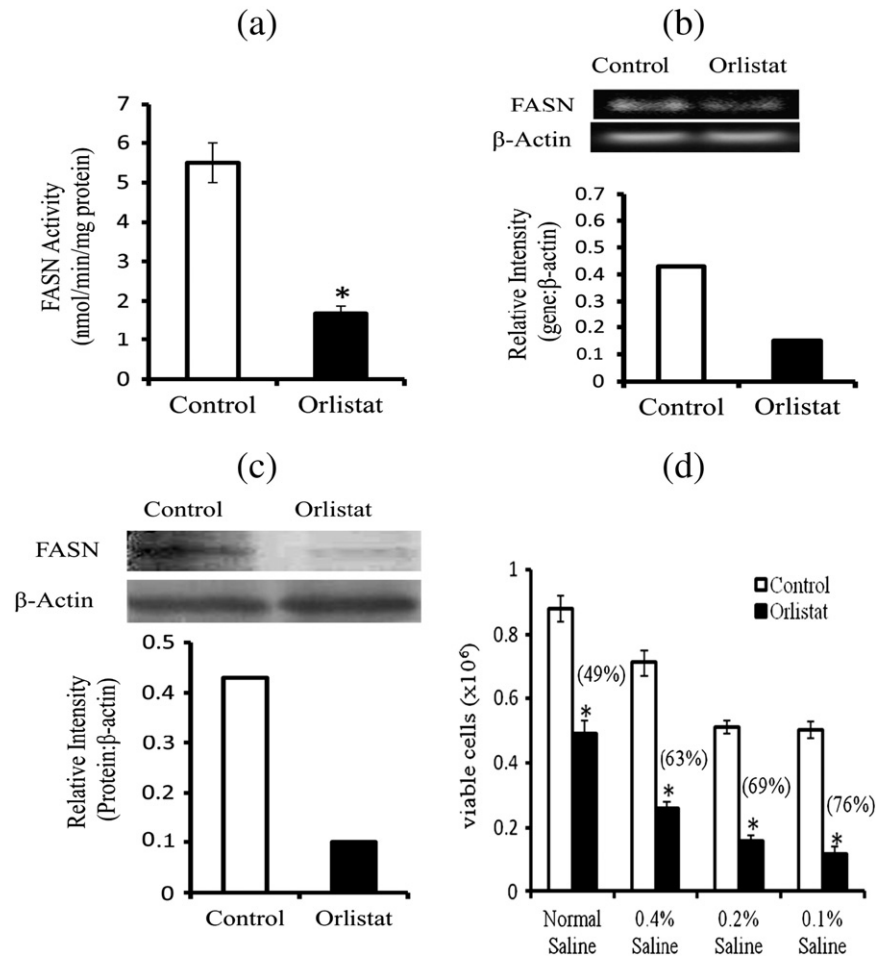 (a)
FASN Activity
(nmol/min/mg protein)
7
6
5
4
3
2
1
0
Control Orlistat
*
(b)
Control Orlistat
FASN
β-Actin
Relative Intensity
(gene:β-actin)
0.7
0.6
0.5
0.4
0.3
0.2
0.1
0
Control Orlistat
(c)
Control Orlistat
FASN
β-Actin
Relative Intensity
(Protein:β-actin)
0.5
0.4
0.3
0.2
0.1
0
Control Orlistat
(d)
viable cells (x10⁶)
1
0.8
0.6
0.4
0.2
0
Control
Orlistat
(49%)
*
(63%)
*
(69%)
*
(76%)
*
Normal Saline
0.4% Saline
0.2% Saline
0.1% Saline